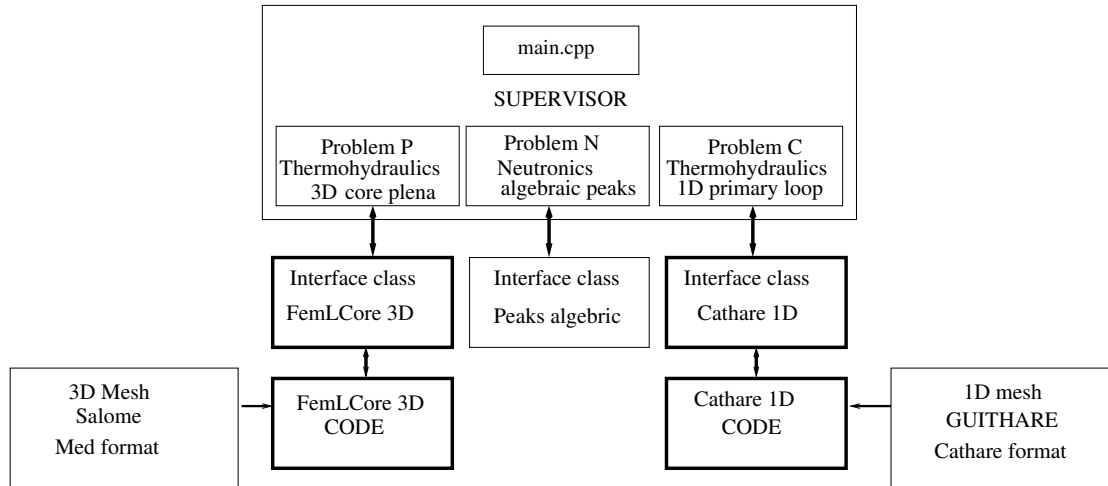 main.cpp
SUPERVISOR
Problem P
Thermohydraulics
3D core plena
Problem N
Neutronics
algebraic peaks
Problem C
Thermohydraulics
1D primary loop
Interface class
FemLCore 3D
Interface class
Peaks algebric
Interface class
Cathare 1D
3D Mesh
Salome
Med format
FemLCore 3D
CODE
Cathare 1D
CODE
1D mesh
GUITHARE
Cathare format